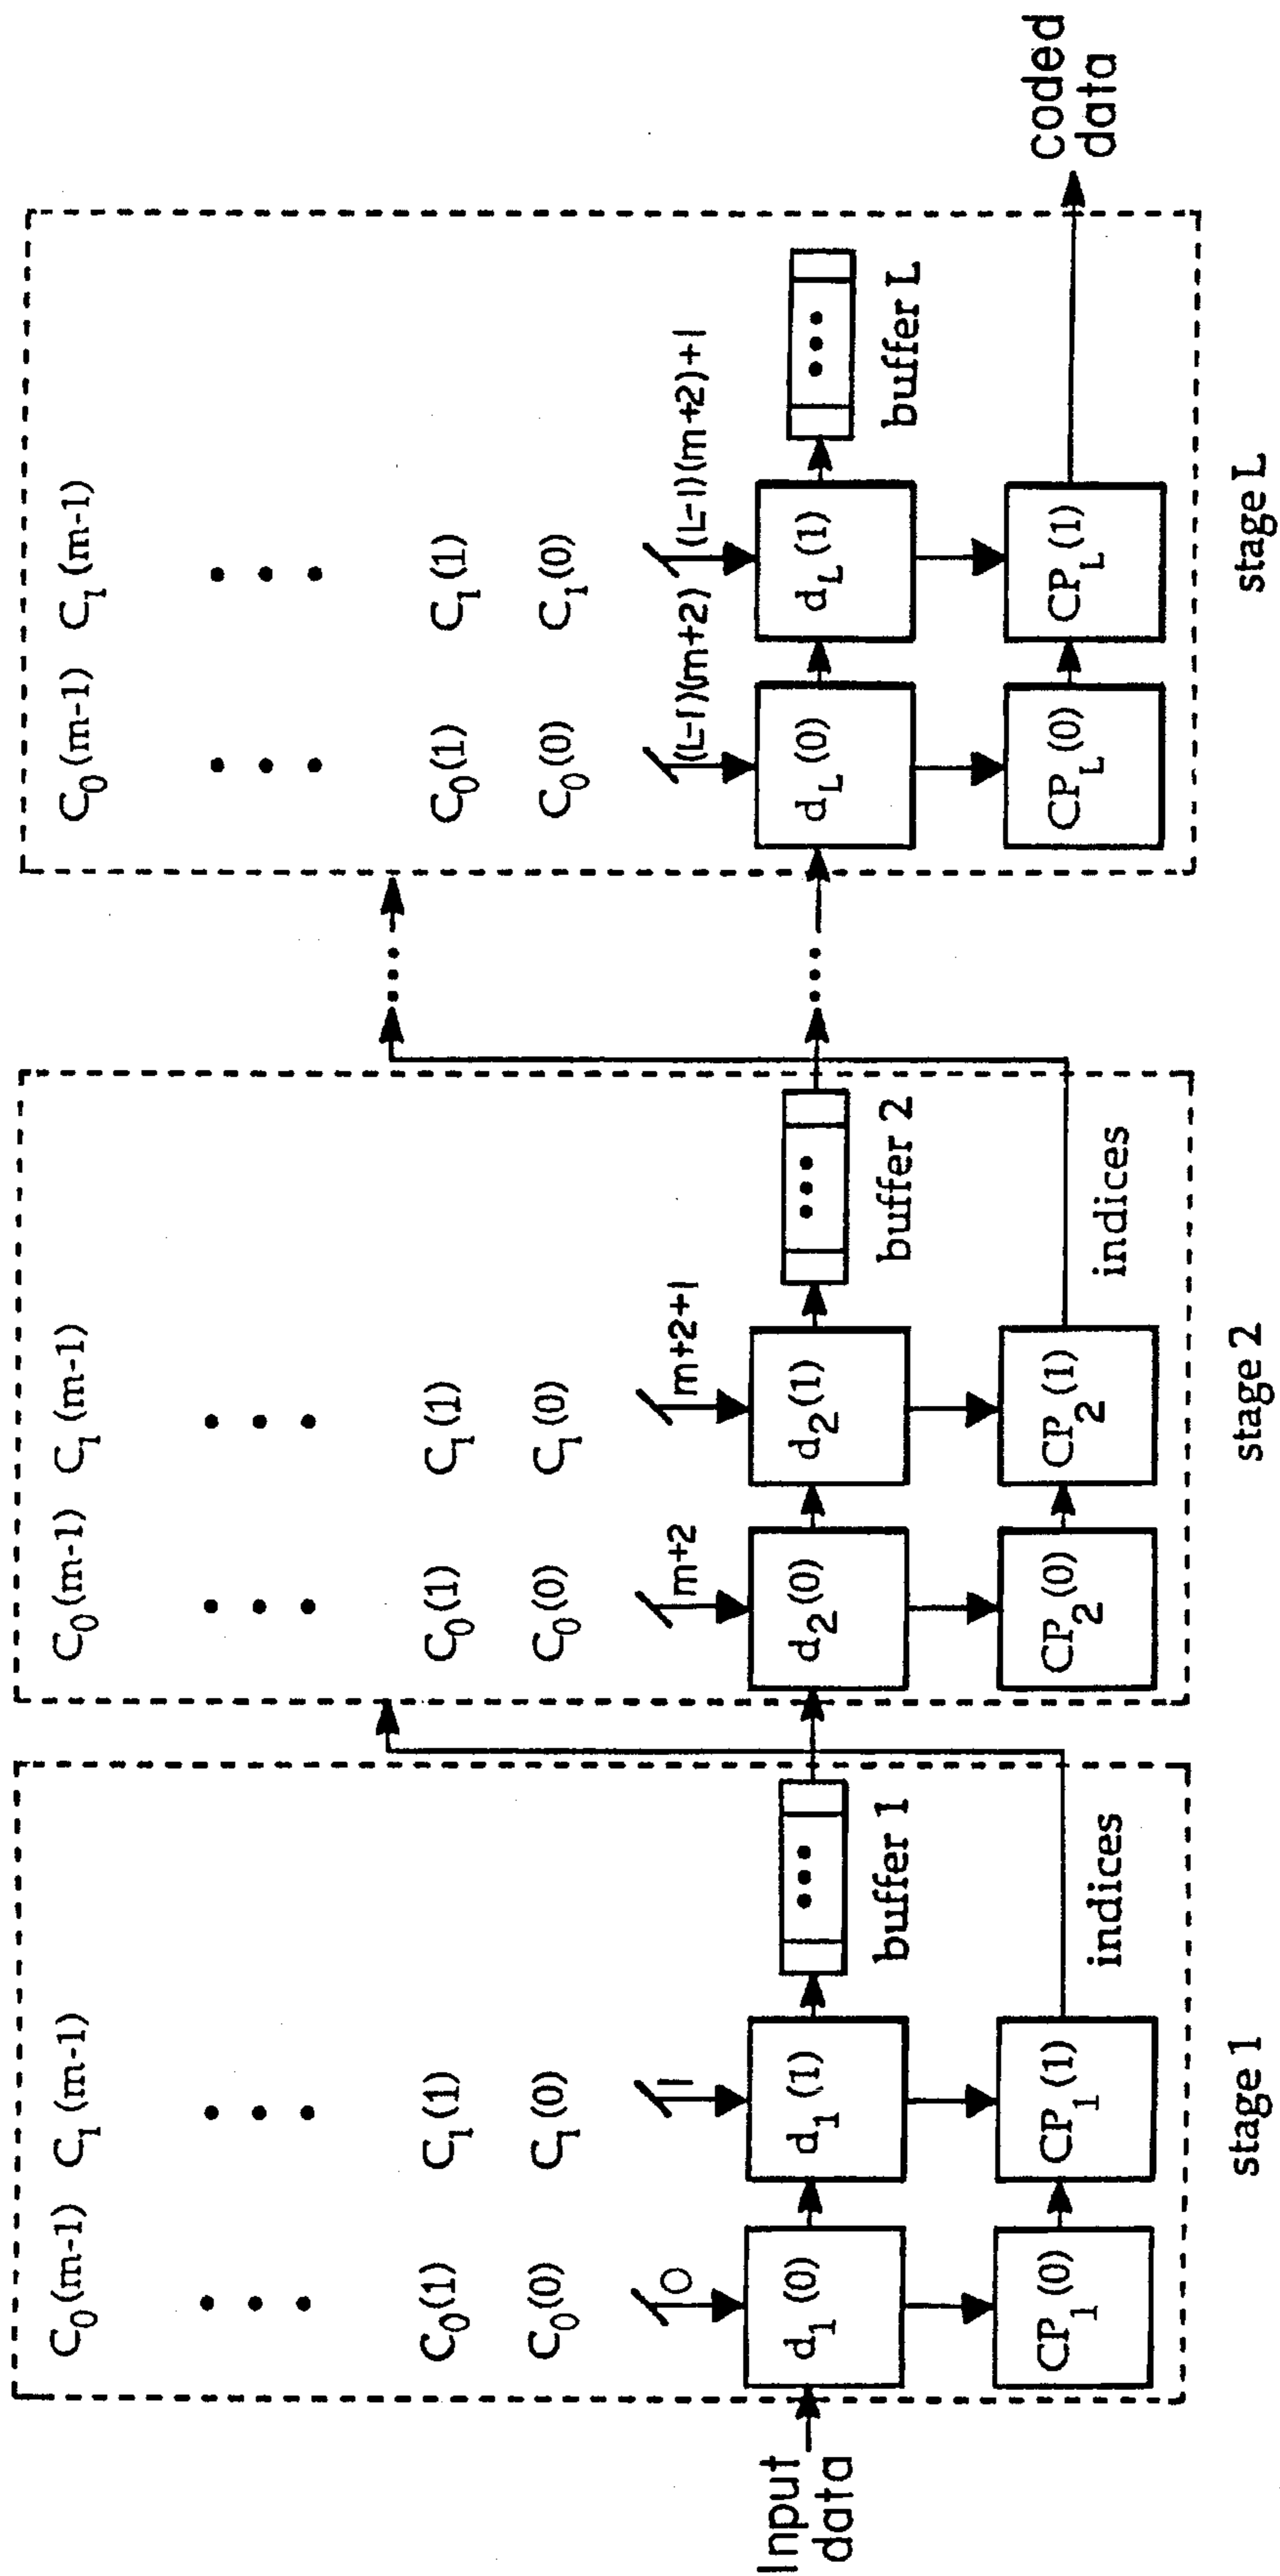 C0(m-1) C1(m-1)
C0(1) C1(1)
C0(0) C1(0)
0 1
Input data
d1(0) d1(1)
buffer 1
CP1(0) CP1(1)
indices
stage 1
C0(m-1) C1(m-1)
C0(1) C1(1)
C0(0) C1(0)
m+2 m+2+1
d2(0) d2(1)
buffer 2
CP2(0) CP2(1)
indices
stage 2
C0(m-1) C1(m-1)
C0(1) C1(1)
C0(0) C1(0)
(L-1)(m+2) (L-1)(m+2)+1
dL(0) dL(1)
buffer L
CPL(0) CPL(1)
stage L
coded
data